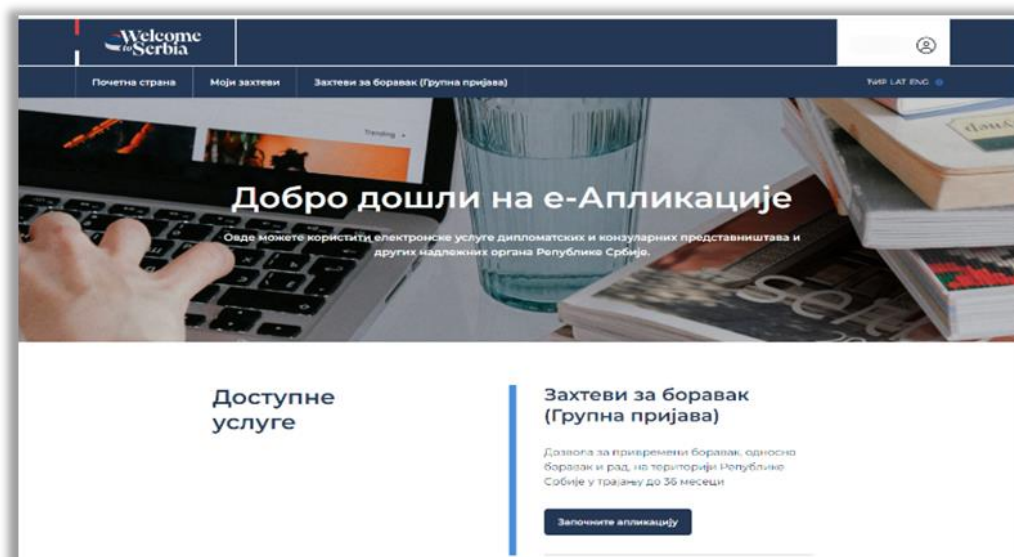 Welcome
to Serbia
Почетна страна Моји захтеви Захтеви за боравак (Групна пријава)
ЋИР LAT ENG
Trending
Добро дошли на е-Апликације
Овде можете користити електронске услуге дипломатских и конзуларних представништава и
других надлежних органа Републике Србије.
Доступне
услуге
Захтеви за боравак
(Групна пријава)
Дозвола за привремени боравак, односно
боравак и рад, на територији Републике
Србије у трајању до 36 месеци
Започните апликацију